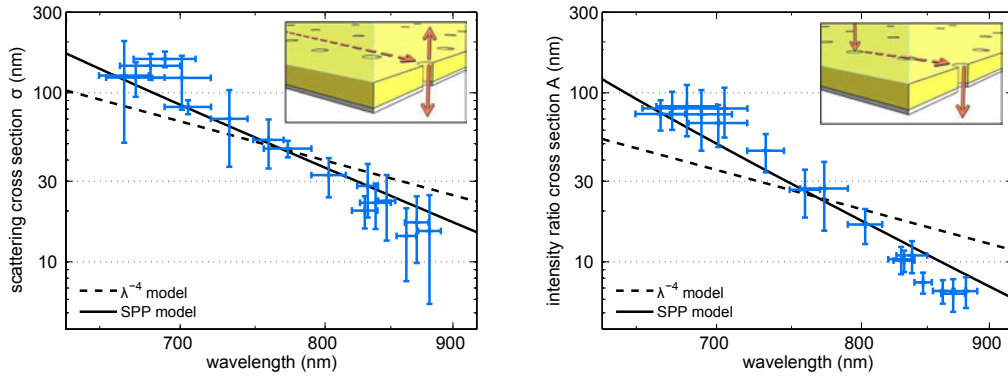 scattering cross section σ (nm)
300
100
30
10
700
800
900
wavelength (nm)
λ⁻⁴ model
SPP model
intensity ratio cross section A (nm)
300
100
30
10
700
800
900
wavelength (nm)
λ⁻⁴ model
SPP model